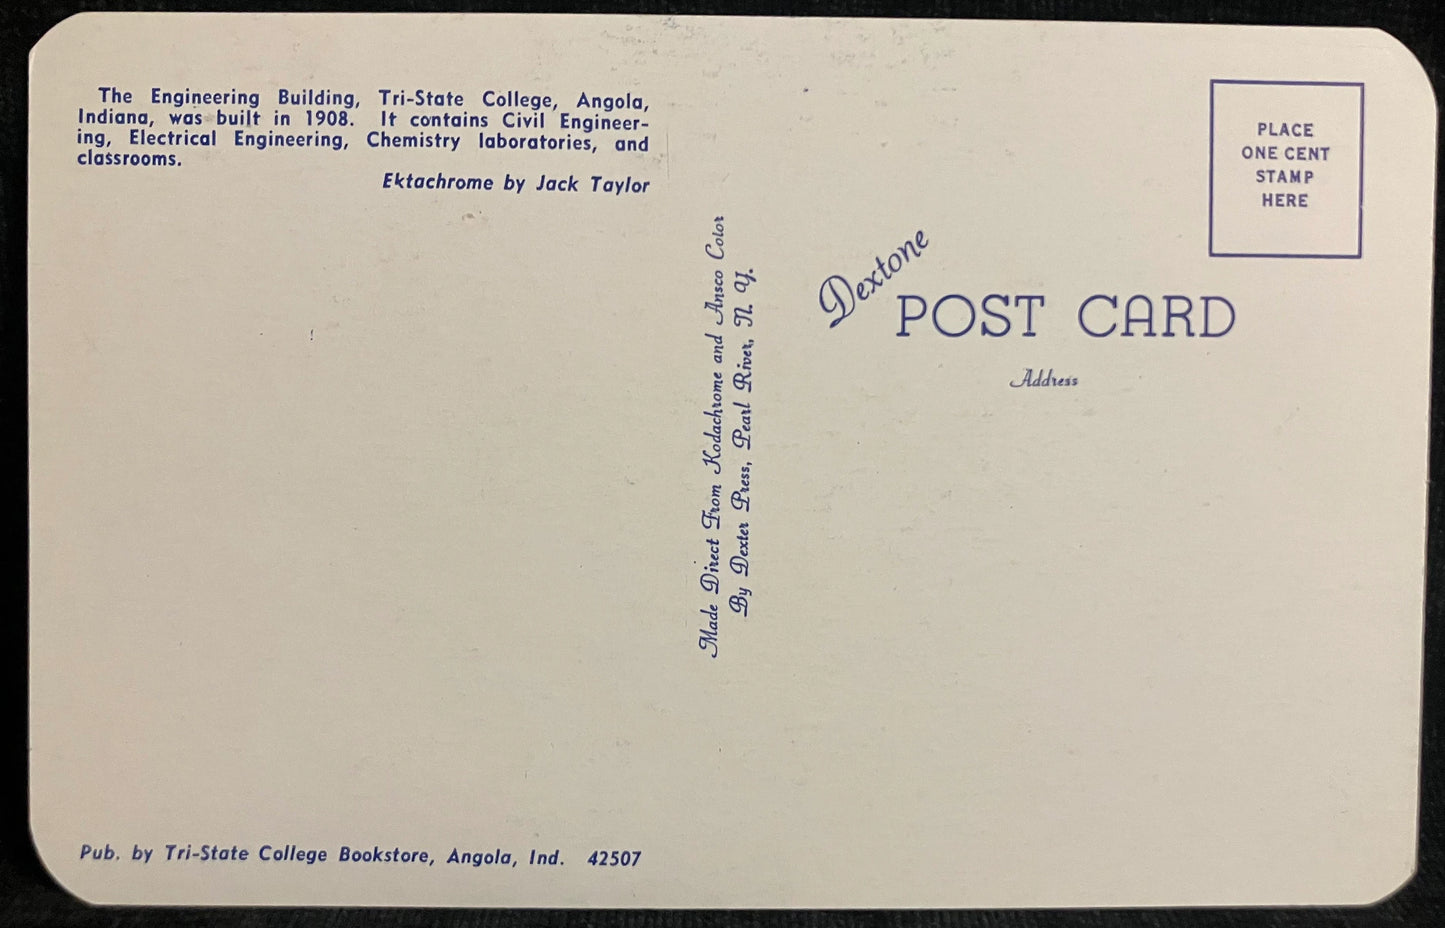 The Engineering Building, Tri-State College, Angola,
Indiana, was built in 1908. It contains Civil Engineer-
ing, Electrical Engineering, Chemistry laboratories, and
classrooms.
Ektachrome by Jack Taylor
Pub. by Tri-State College Bookstore, Angola, Ind. 42507
Made Direct From Kodachrome and Ansco Color
By Dexter Press, Pearl River, N. Y.
PLACE
ONE CENT
STAMP
HERE
Dextone
POST CARD
Address